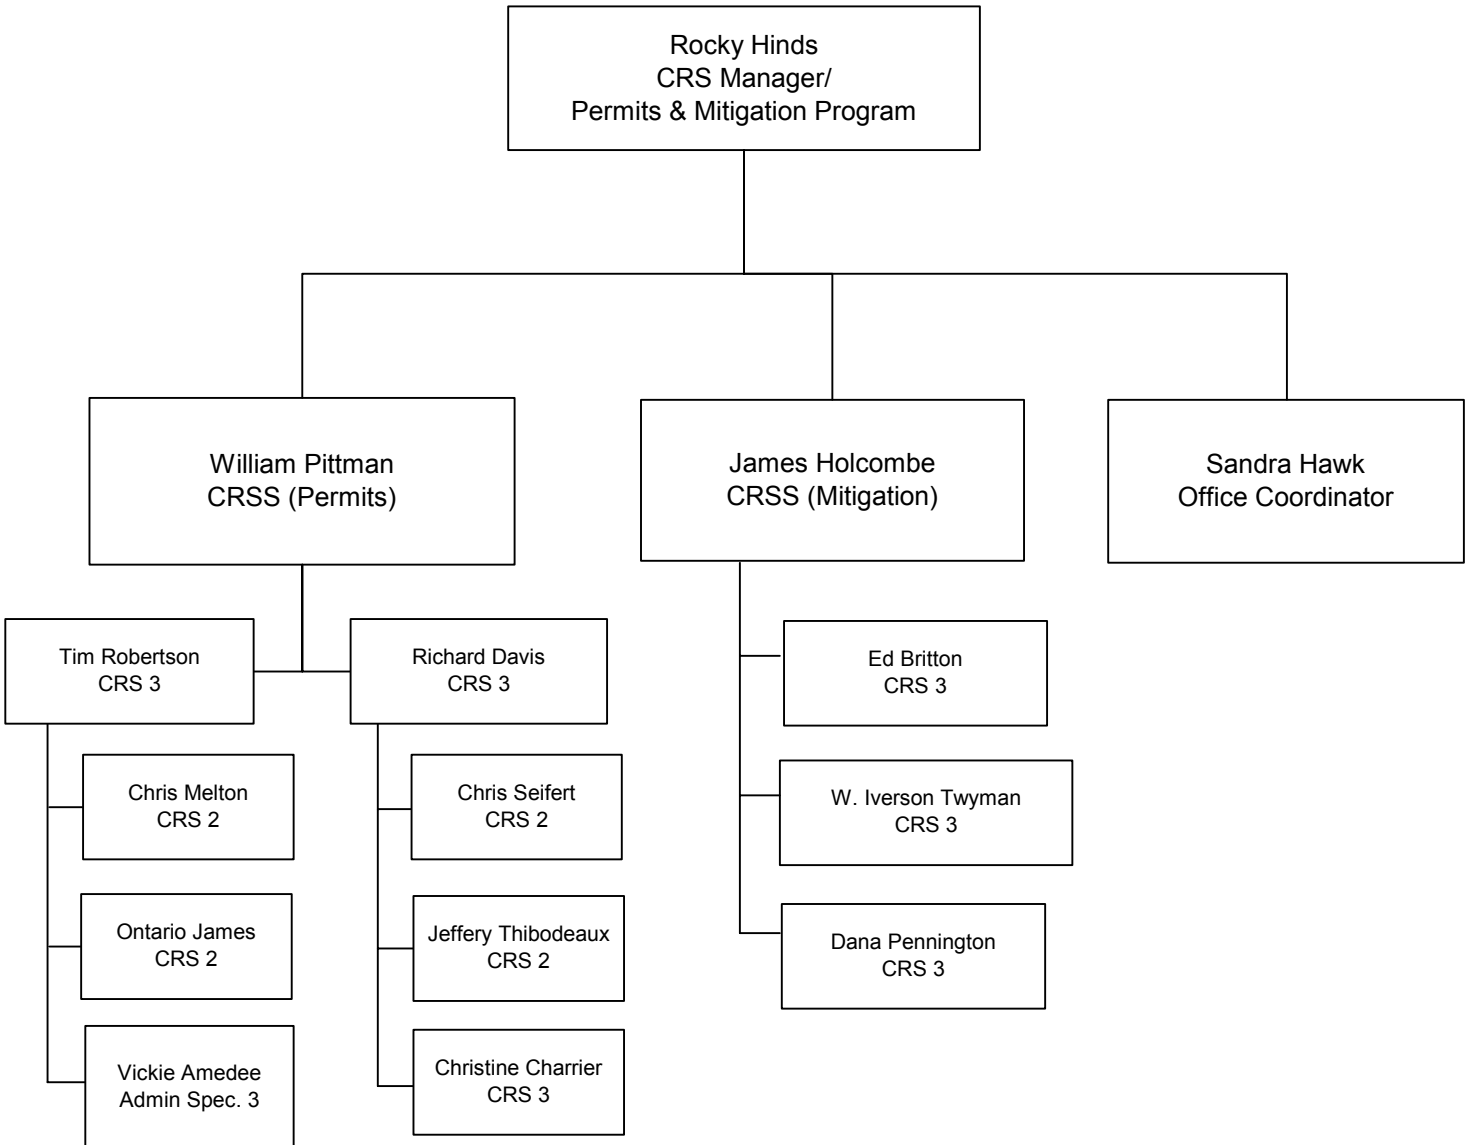 Rocky Hinds
CRS Manager/
Permits & Mitigation Program
William Pittman
CRSS (Permits)
James Holcombe
CRSS (Mitigation)
Sandra Hawk
Office Coordinator
Tim Robertson
CRS 3
Richard Davis
CRS 3
Ed Britton
CRS 3
Chris Melton
CRS 2
Chris Seifert
CRS 2
W. Iverson Twyman
CRS 3
Ontario James
CRS 2
Jeffery Thibodeaux
CRS 2
Dana Pennington
CRS 3
Vickie Amedee
Admin Spec. 3
Christine Charrier
CRS 3